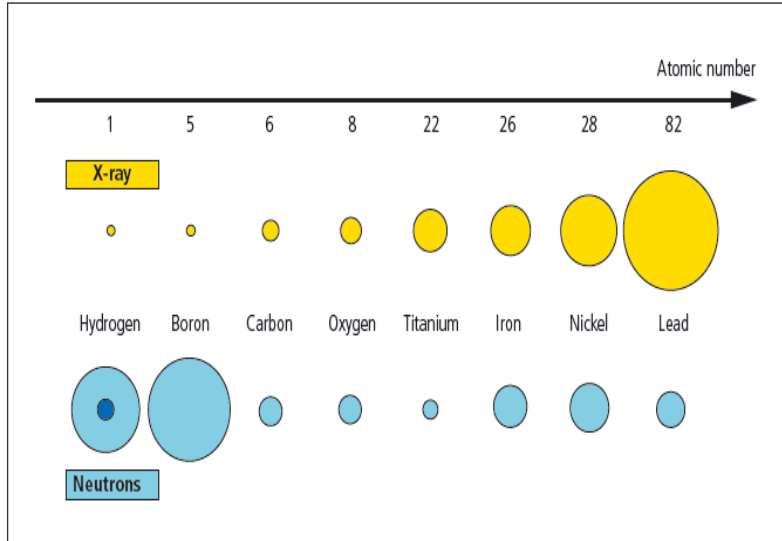 Atomic number
1 5 6 8 22 26 28 82
X-ray
Hydrogen Boron Carbon Oxygen Titanium Iron Nickel Lead
Neutrons